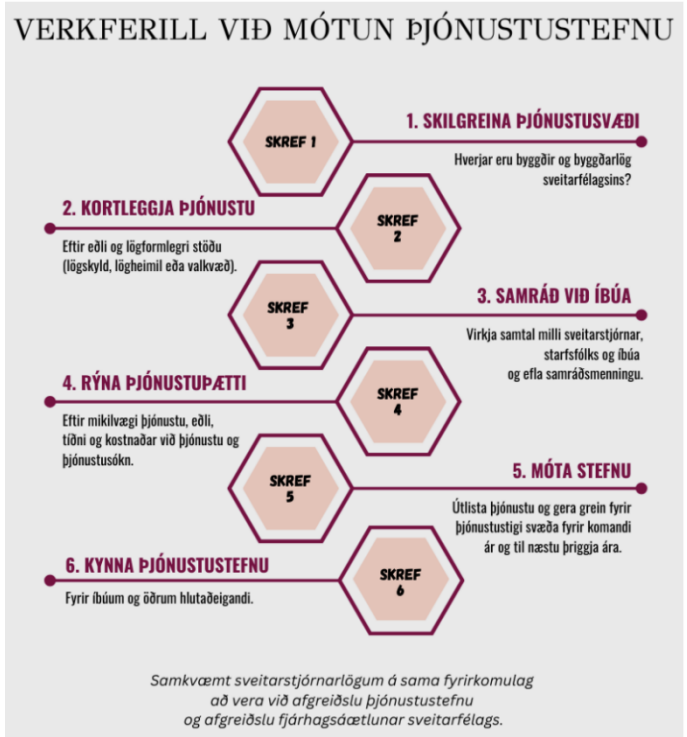 VERKFERILL VIÐ MÓTUN ÞJÓNUSTUSTEFNU
SKREF 1
1. SKILGREINA ÞJÓNUSTUSVÆÐI
Hverjar eru byggðir og byggðarlög
sveitarfélagsins?
SKREF
2
2. KORTLEGGJA ÞJÓNUSTU
Eftir eðli og lögformlegri stöðu
(lögskyld, lögheimil eða valkvæð).
SKREF
3
3. SAMRÁÐ VIÐ ÍBÚA
Virkja samtal milli sveitarstjórnar,
starfsfólks og íbúa
og efla samráðsmenningu.
SKREF
4
4. RÝNA ÞJÓNUSTUÞÆTTI
Eftir mikilvægi þjónustu, eðli,
tíðni og kostnaðar við þjónustu og
þjónustusókn.
SKREF
5
5. MÓTA STEFNU
Útlista þjónustu og gera grein fyrir
þjónustustigi svæða fyrir komandi
ár og til næstu þriggja ára.
SKREF
6
6. KYNNA ÞJÓNUSTUSTEFNU
Fyrir íbúum og öðrum hlutaðeigandi.
Samkvæmt sveitarstjórnarlögum á sama fyrirkomulag
að vera við afgreiðslu þjónustustefnu
og afgreiðslu fjárhagsáætlunar sveitarfélags.